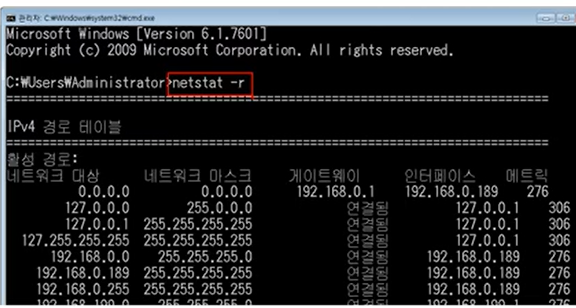 관리자: C:\Windows\system32\cmd.exe
Microsoft Windows [Version 6.1.7601]
Copyright (c) 2009 Microsoft Corporation. All rights reserved.
C:₩Users₩Administrator>netstat -r
===========================================================================
IPv4 경로 테이블
===========================================================================
활성 경로:
네트워크 대상 네트워크 마스크 게이트웨이 인터페이스 메트릭
0.0.0.0 0.0.0.0 192.168.0.1 192.168.0.189 276
127.0.0.0 255.0.0.0 연결됨 127.0.0.1 306
127.0.0.1 255.255.255.255 연결됨 127.0.0.1 306
127.255.255.255 255.255.255.255 연결됨 127.0.0.1 306
192.168.0.0 255.255.255.0 연결됨 192.168.0.189 276
192.168.0.189 255.255.255.255 연결됨 192.168.0.189 276
192.168.0.255 255.255.255.255 연결됨 192.168.0.189 276